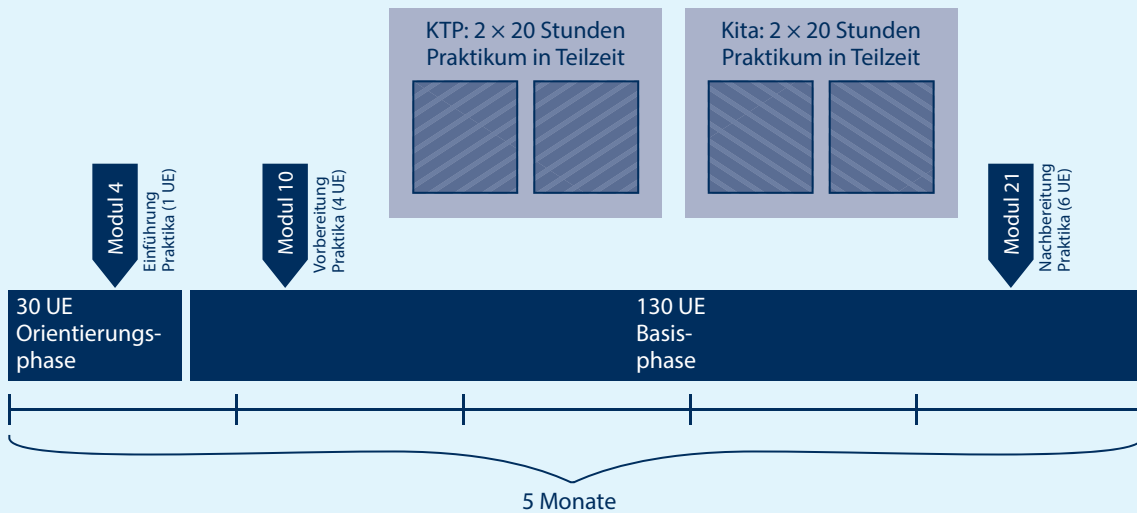 KTP: 2 × 20 Stunden
Praktikum in Teilzeit
Kita: 2 × 20 Stunden
Praktikum in Teilzeit
Modul 4
Einführung
Praktika (1 UE)
Modul 10
Vorbereitung
Praktika (4 UE)
Modul 21
Nachbereitung
Praktika (6 UE)
30 UE
Orientierungs-
phase
130 UE
Basis-
phase
5 Monate